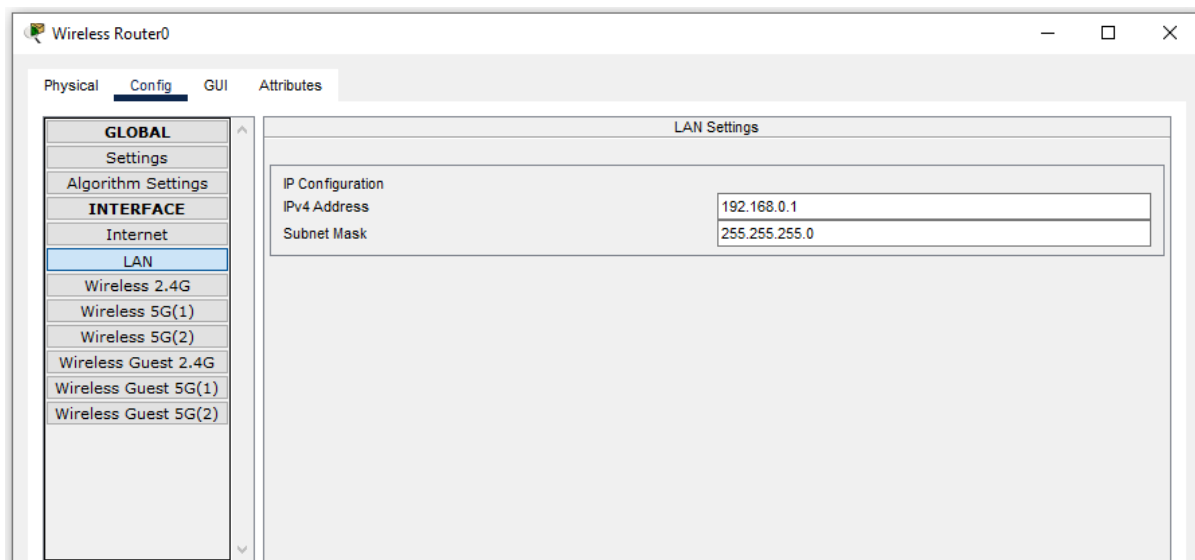 Wireless Router0
Physical Config GUI Attributes
GLOBAL
Settings
Algorithm Settings
INTERFACE
Internet
LAN
Wireless 2.4G
Wireless 5G(1)
Wireless 5G(2)
Wireless Guest 2.4G
Wireless Guest 5G(1)
Wireless Guest 5G(2)
LAN Settings
IP Configuration
IPv4 Address 192.168.0.1
Subnet Mask 255.255.255.0